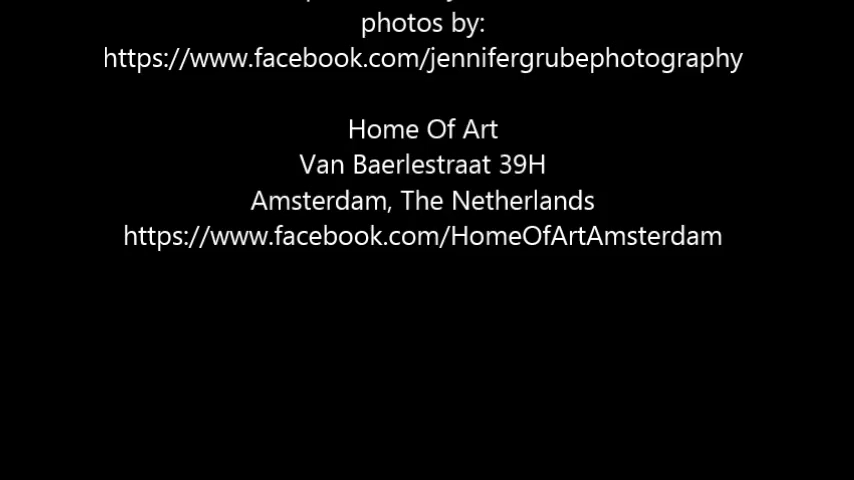 photos by:
https://www.facebook.com/jennifergrubephotography
Home Of Art
Van Baerlestraat 39H
Amsterdam, The Netherlands
https://www.facebook.com/HomeOfArtAmsterdam